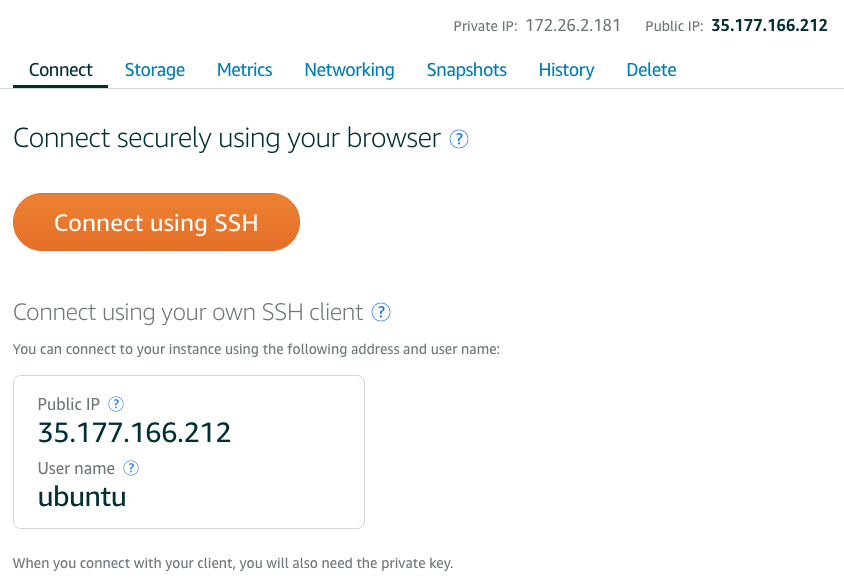 Private IP: 172.26.2.181 Public IP: 35.177.166.212
Connect Storage Metrics Networking Snapshots History Delete
Connect securely using your browser ?
Connect using SSH
Connect using your own SSH client ?
You can connect to your instance using the following address and user name:
Public IP ?
35.177.166.212
User name ?
ubuntu
When you connect with your client, you will also need the private key.